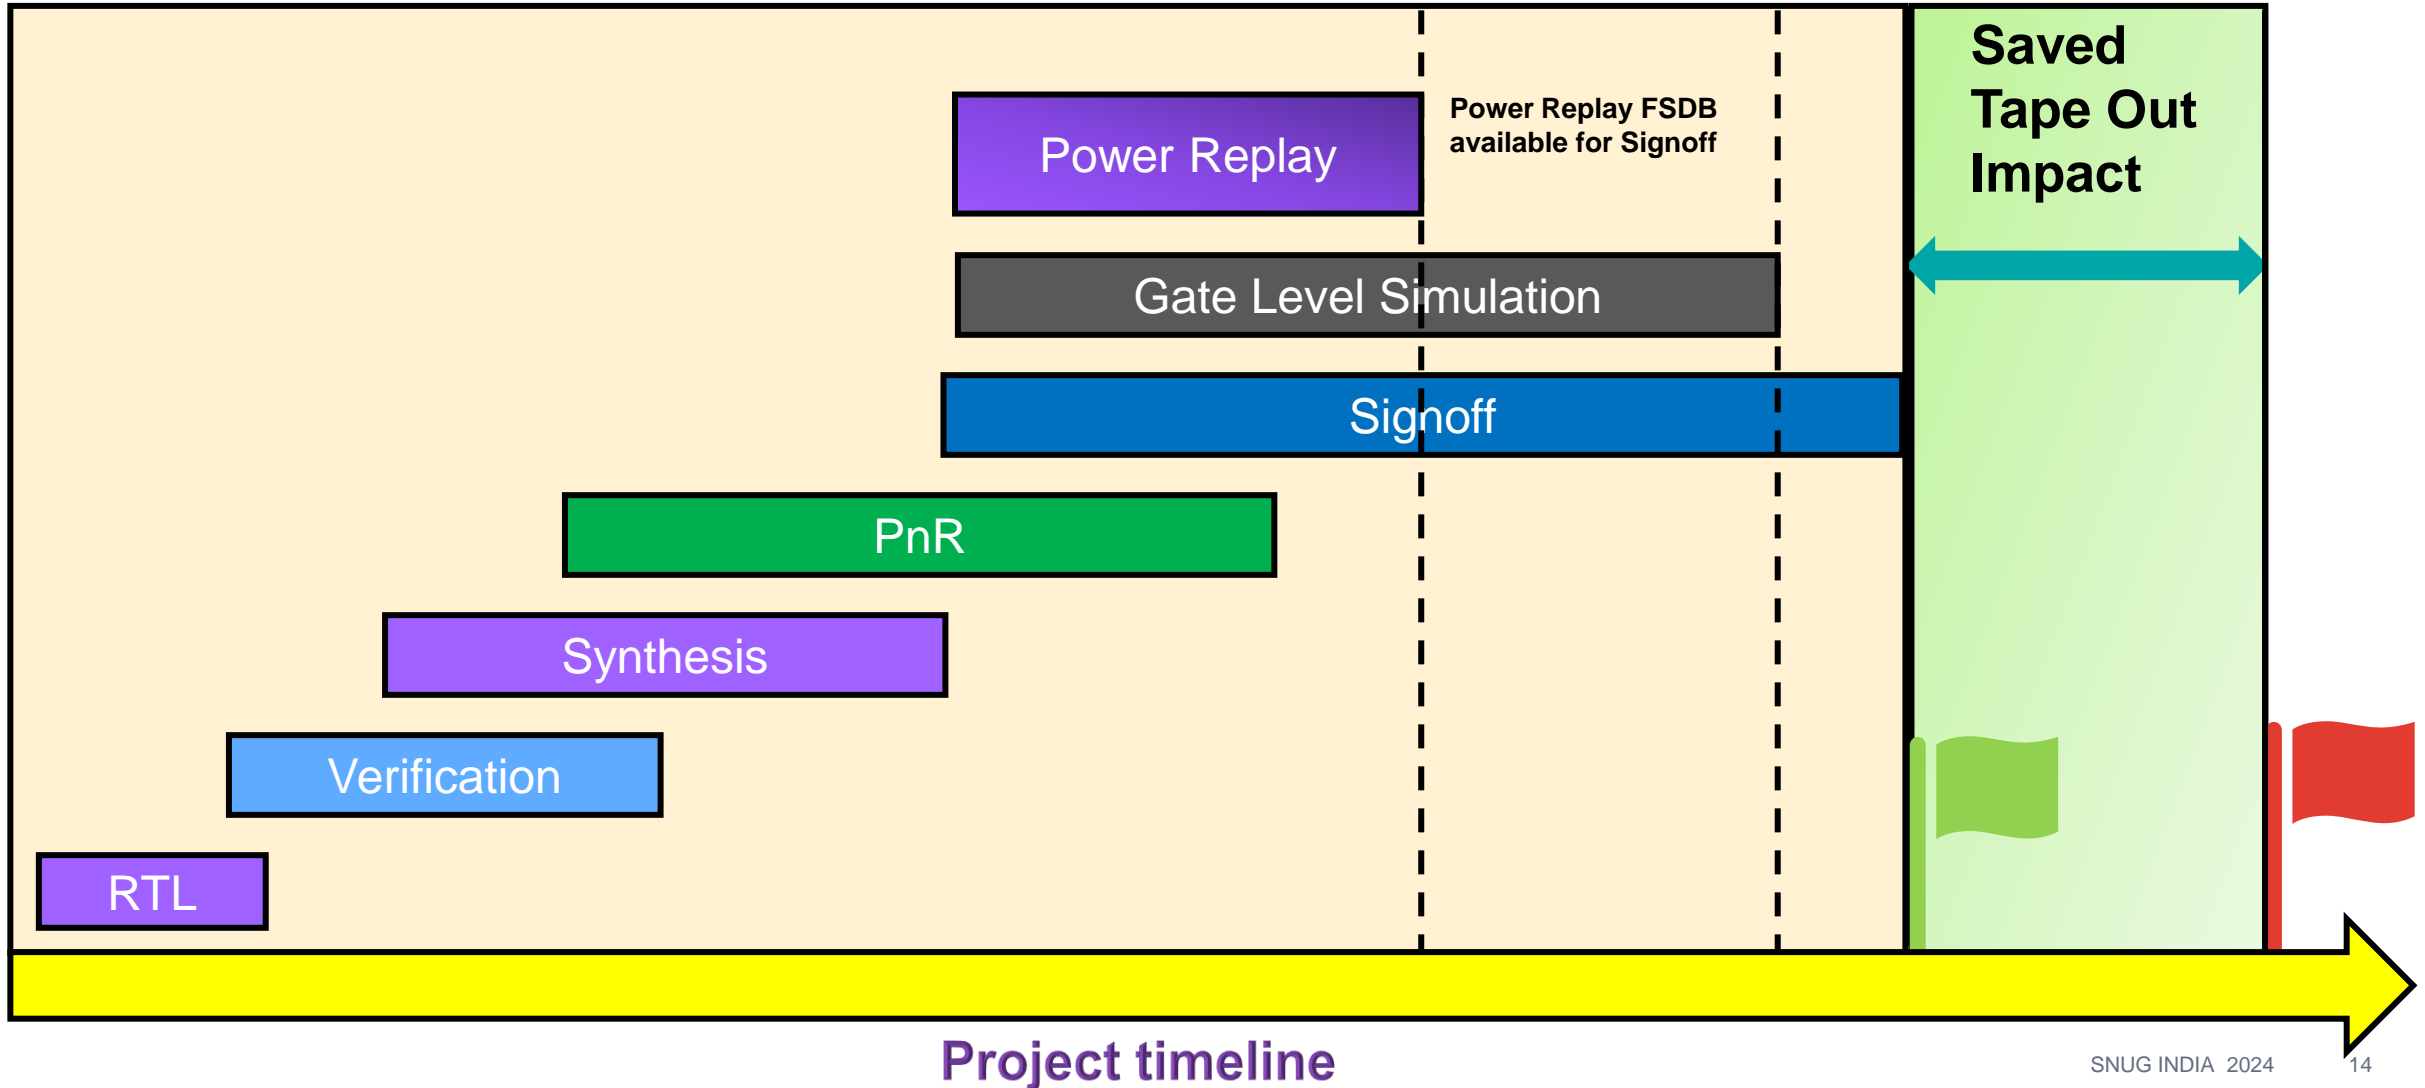 Saved
Tape Out
Impact
Power Replay
Power Replay FSDB
available for Signoff
Gate Level Simulation
Signoff
PnR
Synthesis
Verification
RTL
Project timeline
SNUG INDIA 2024
14